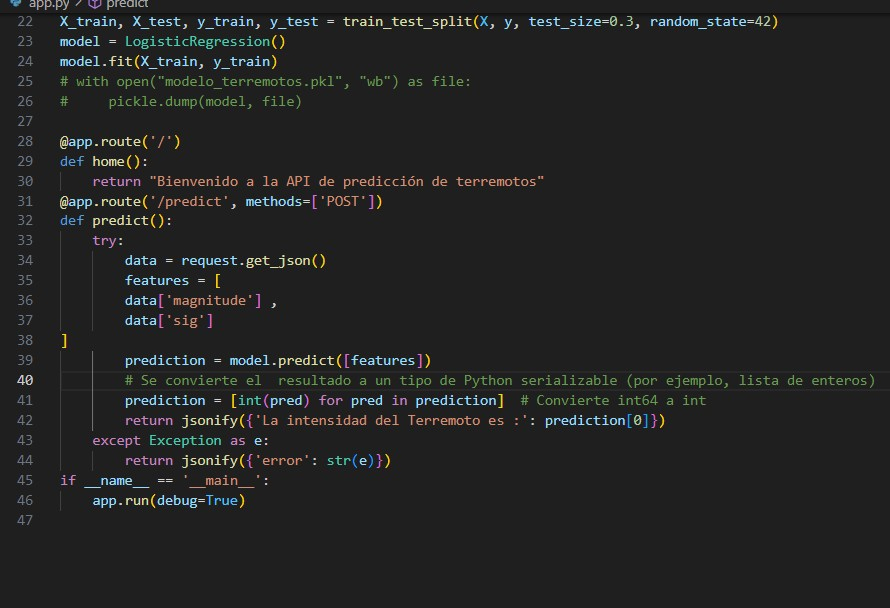 app.py > predict
22 X_train, X_test, y_train, y_test = train_test_split(X, y, test_size=0.3, random_state=42)
23 model = LogisticRegression()
24 model.fit(X_train, y_train)
25 # with open("modelo_terremotos.pkl", "wb") as file:
26 #     pickle.dump(model, file)
27
28 @app.route('/')
29 def home():
30     return "Bienvenido a la API de predicción de terremotos"
31 @app.route('/predict', methods=['POST'])
32 def predict():
33     try:
34         data = request.get_json()
35         features = [
36         data['magnitude'] ,
37         data['sig']
38 ]
39         prediction = model.predict([features])
40         # Se convierte el  resultado a un tipo de Python serializable (por ejemplo, lista de enteros)
41         prediction = [int(pred) for pred in prediction]  # Convierte int64 a int
42         return jsonify({'La intensidad del Terremoto es :': prediction[0]})
43     except Exception as e:
44         return jsonify({'error': str(e)})
45 if __name__ == '__main__':
46     app.run(debug=True)
47